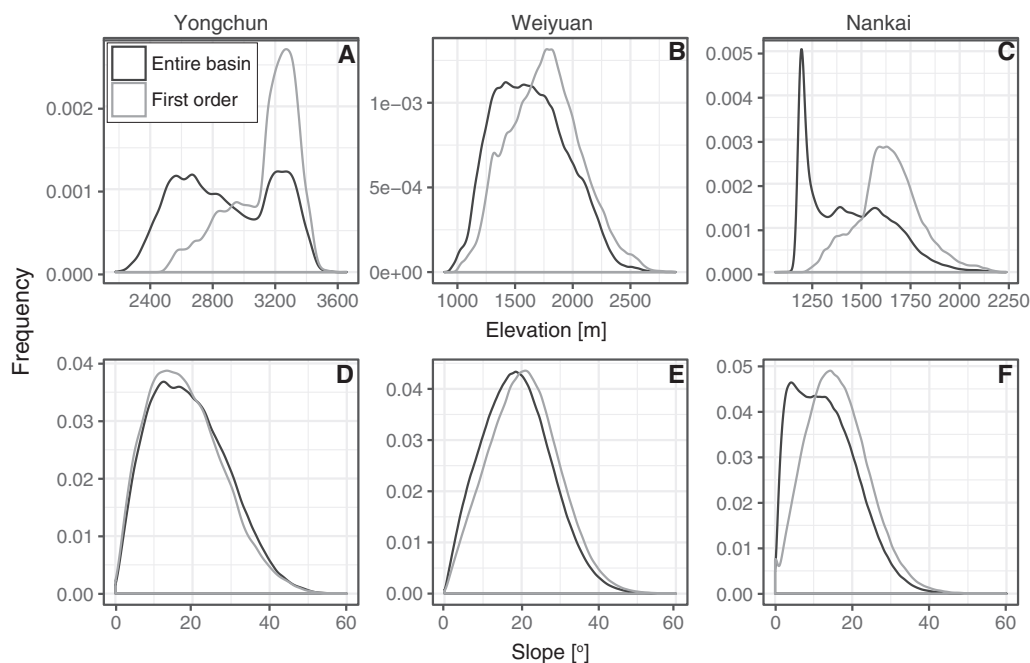 Yongchun Weiyuan Nankai
Entire basin
First order
A
B
C
0.002
0.001
0.000
1e-03
5e-04
0e+00
0.005
0.004
0.003
0.002
0.001
0.000
2400 2800 3200 3600
1000 1500 2000 2500
1250 1500 1750 2000 2250
Frequency
Elevation [m]
D
E
F
0.04
0.03
0.02
0.01
0.00
0.04
0.03
0.02
0.01
0.00
0.05
0.04
0.03
0.02
0.01
0.00
0 20 40 60
0 20 40 60
0 20 40 60
Slope [°]